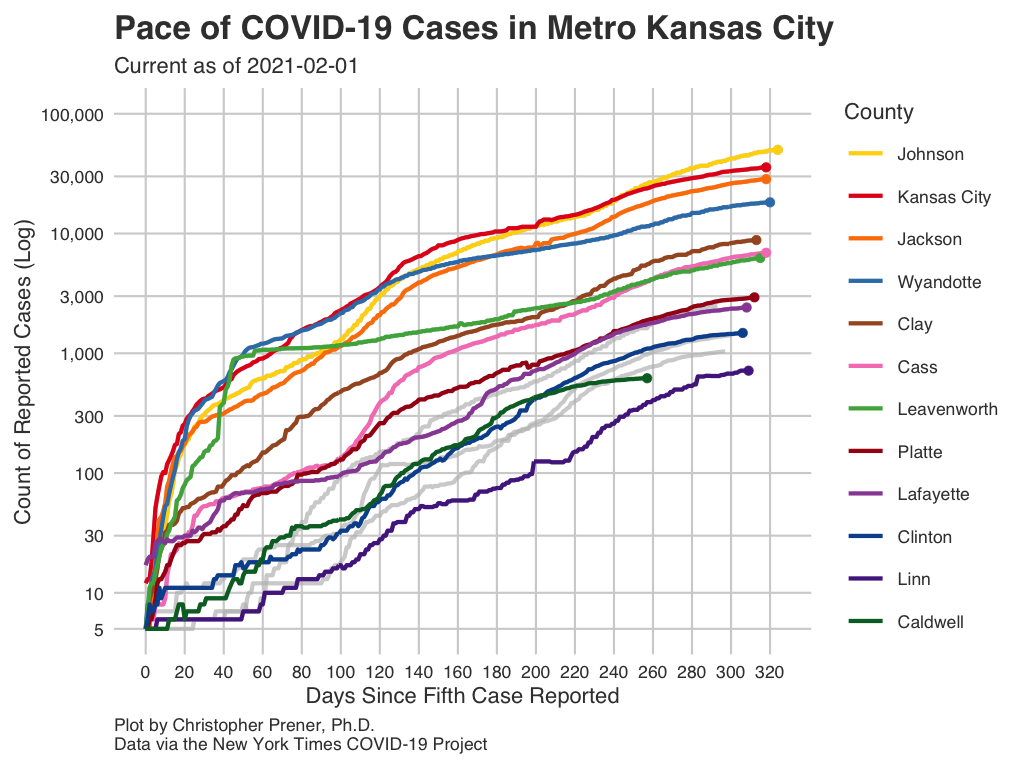 Pace of COVID-19 Cases in Metro Kansas City
Current as of 2021-02-01
Count of Reported Cases (Log)
100,000
30,000
10,000
3,000
1,000
300
100
30
10
5
0 20 40 60 80 100 120 140 160 180 200 220 240 260 280 300 320
Days Since Fifth Case Reported
County
Johnson
Kansas City
Jackson
Wyandotte
Clay
Cass
Leavenworth
Platte
Lafayette
Clinton
Linn
Caldwell
Plot by Christopher Prener, Ph.D.
Data via the New York Times COVID-19 Project